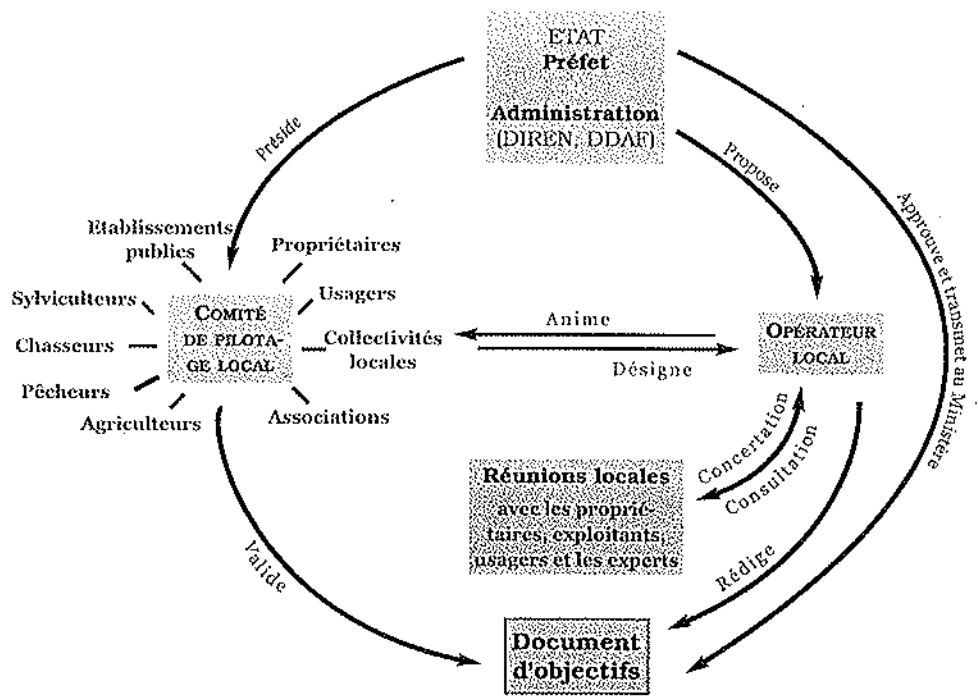 ETAT
Préfet
Administration
(DIREN, DDAF)
Préside
Propose
Approuve et transmet au Ministère
Etablissements
publics
Propriétaires
Sylviculteurs
Usagers
COMITÉ
DE PILOTA-
GE LOCAL
Chasseurs
Collectivités
locales
Pêcheurs
Agriculteurs
Associations
Anime
Désigne
OPÉRATEUR
LOCAL
Concertation
Consultation
Réunions locales
avec les proprié-
taires, exploitants,
usagers et les experts
Valide
Rédige
Document
d'objectifs